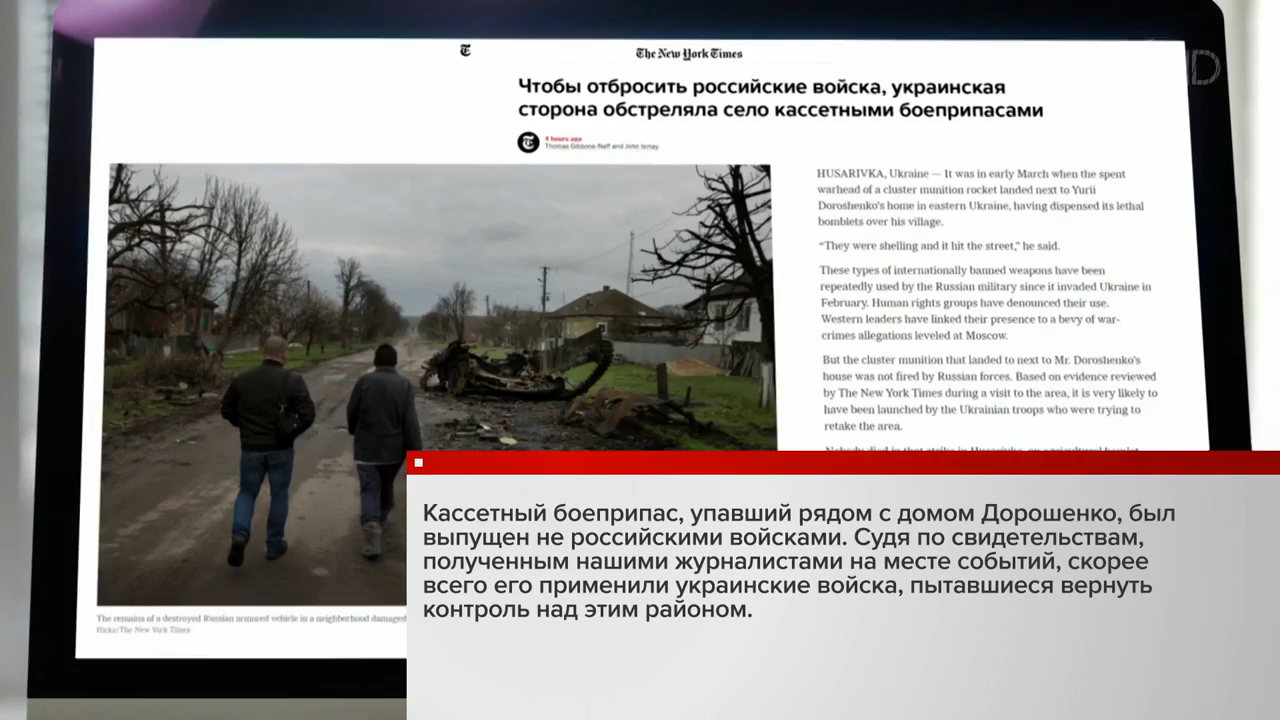 The New York Times
Чтобы отбросить российские войска, украинская
сторона обстреляла село кассетными боеприпасами
4 hours ago
Thomas Gibbons-Neff and John Ismay
HUSARIVKA, Ukraine — It was in early March when the spent
warhead of a cluster munition rocket landed next to Yurii
Doroshenko's home in eastern Ukraine, having dispensed its lethal
bomblets over his village.
“They were shelling and it hit the street,” he said.
These types of internationally banned weapons have been
repeatedly used by the Russian military since it invaded Ukraine in
February. Human rights groups have denounced their use.
Western leaders have linked their presence to a bevy of war-
crimes allegations leveled at Moscow.
But the cluster munition that landed to next to Mr. Doroshenko's
house was not fired by Russian forces. Based on evidence reviewed
by The New York Times during a visit to the area, it is very likely to
have been launched by the Ukrainian troops who were trying to
retake the area.
The remains of a destroyed Russian armored vehicle in a neighborhood damaged
Hicks/The New York Times
Кассетный боеприпас, упавший рядом с домом Дорошенко, был
выпущен не российскими войсками. Судя по свидетельствам,
полученным нашими журналистами на месте событий, скорее
всего его применили украинские войска, пытавшиеся вернуть
контроль над этим районом.